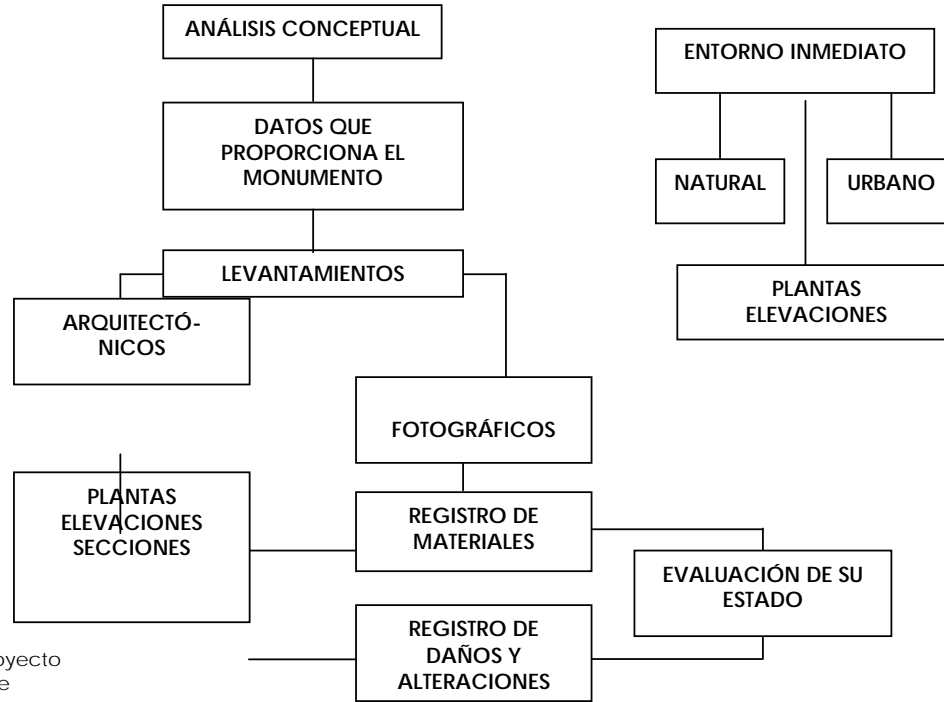 ANÁLISIS CONCEPTUAL
ENTORNO INMEDIATO
DATOS QUE
PROPORCIONA EL
MONUMENTO
NATURAL
URBANO
LEVANTAMIENTOS
PLANTAS
ELEVACIONES
ARQUITECTÓ-
NICOS
FOTOGRÁFICOS
PLANTAS
ELEVACIONES
SECCIONES
REGISTRO DE
MATERIALES
EVALUACIÓN DE SU
ESTADO
REGISTRO DE
DAÑOS Y
ALTERACIONES
oyecto
e